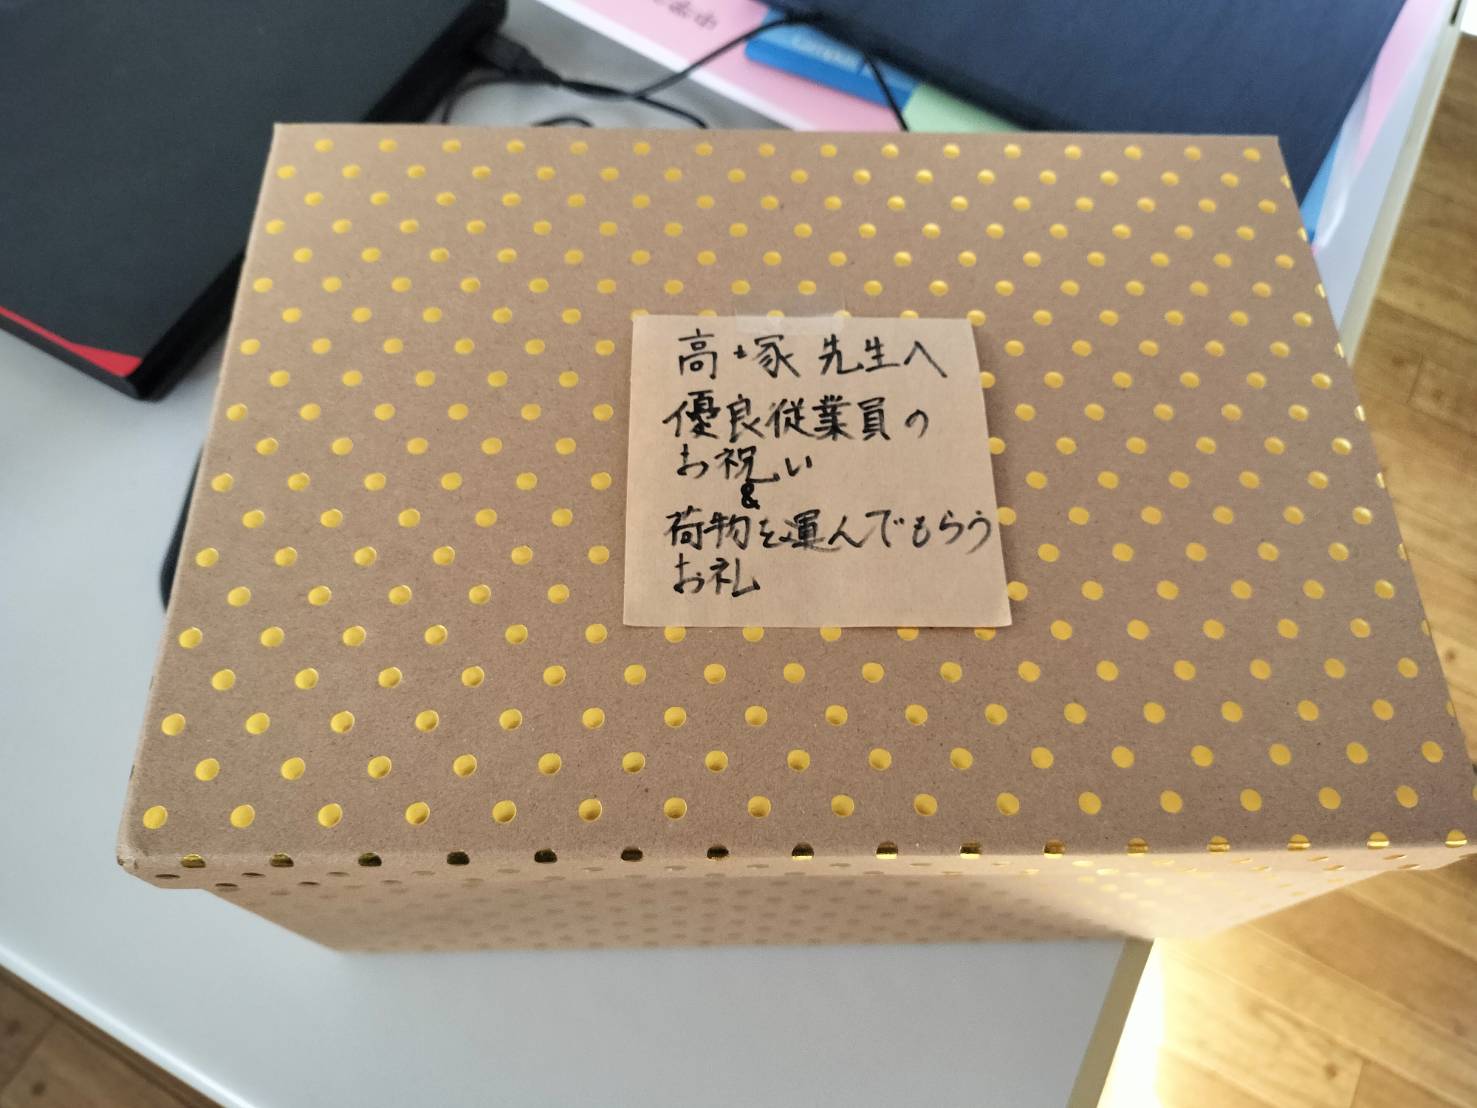 高塚先生へ
優良従業員の
お祝い
&
荷物を運んでもらう
お礼